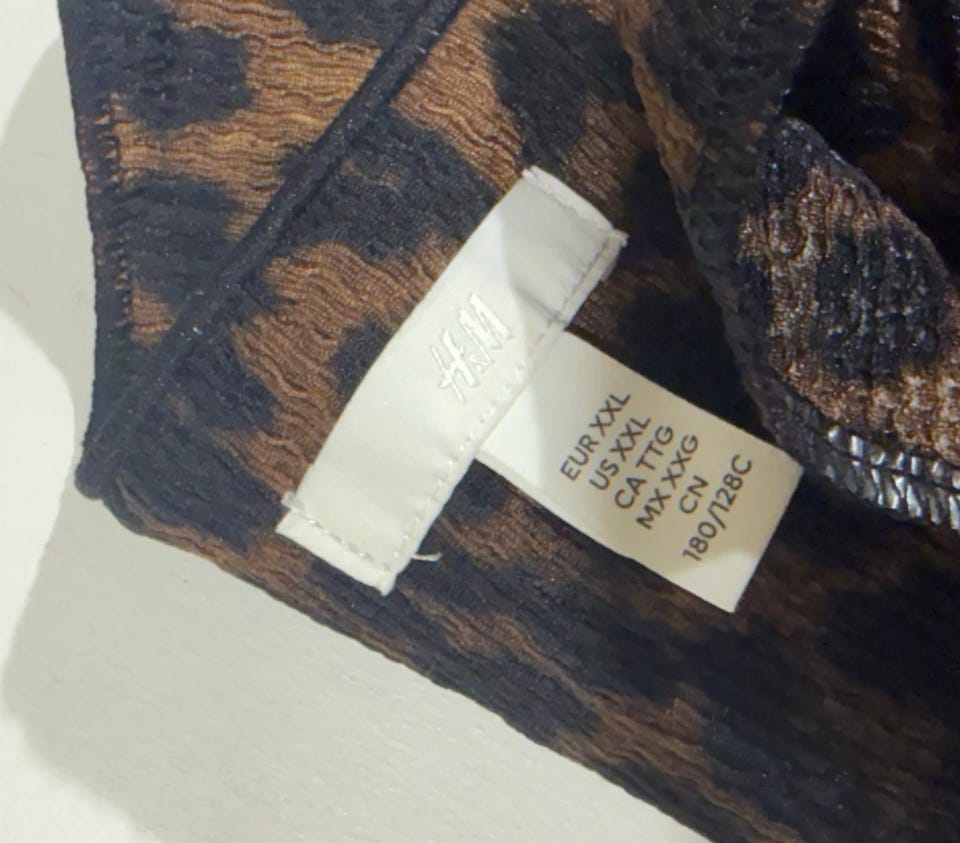 H&M
EUR XXL
US XXL
CA TTG
MX XXG
CN
180/128C